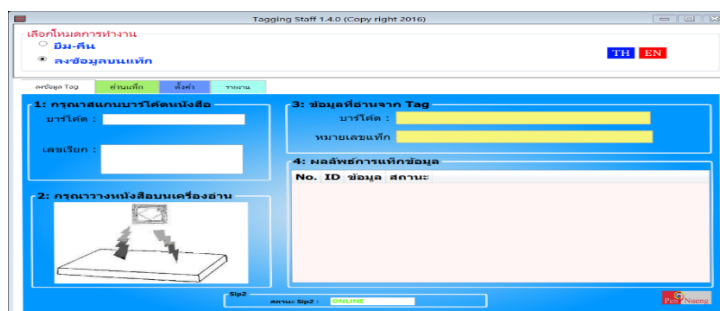 Tagging Staff 1.4.0 (Copy right 2016)
เลือกโหมดการทำงาน
ยืม-คืน
ลงข้อมูลบนแท็ก
TH EN
ลงข้อมูล Tag อ่านแท็ก ตั้งค่า รายงาน
1: กรุณาสแกนบาร์โค้ดหนังสือ
บาร์โค้ด :
เลขเรียก :
2: กรุณาวางหนังสือบนเครื่องอ่าน
3: ข้อมูลที่อ่านจาก Tag
บาร์โค้ด :
หมายเลขแท็ก
4: ผลลัพธ์การแท็กข้อมูล
No. ID ข้อมูล สถานะ
Sip2
สถานะ Sip2 : ONLINE